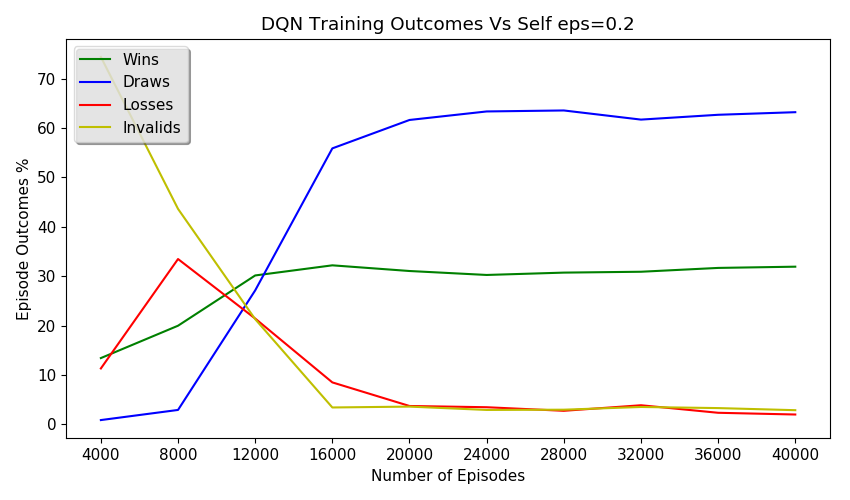 DQN Training Outcomes Vs Self eps=0.2
Wins
Draws
Losses
Invalids
Episode Outcomes %
70
60
50
40
30
20
10
0
4000 8000 12000 16000 20000 24000 28000 32000 36000 40000
Number of Episodes